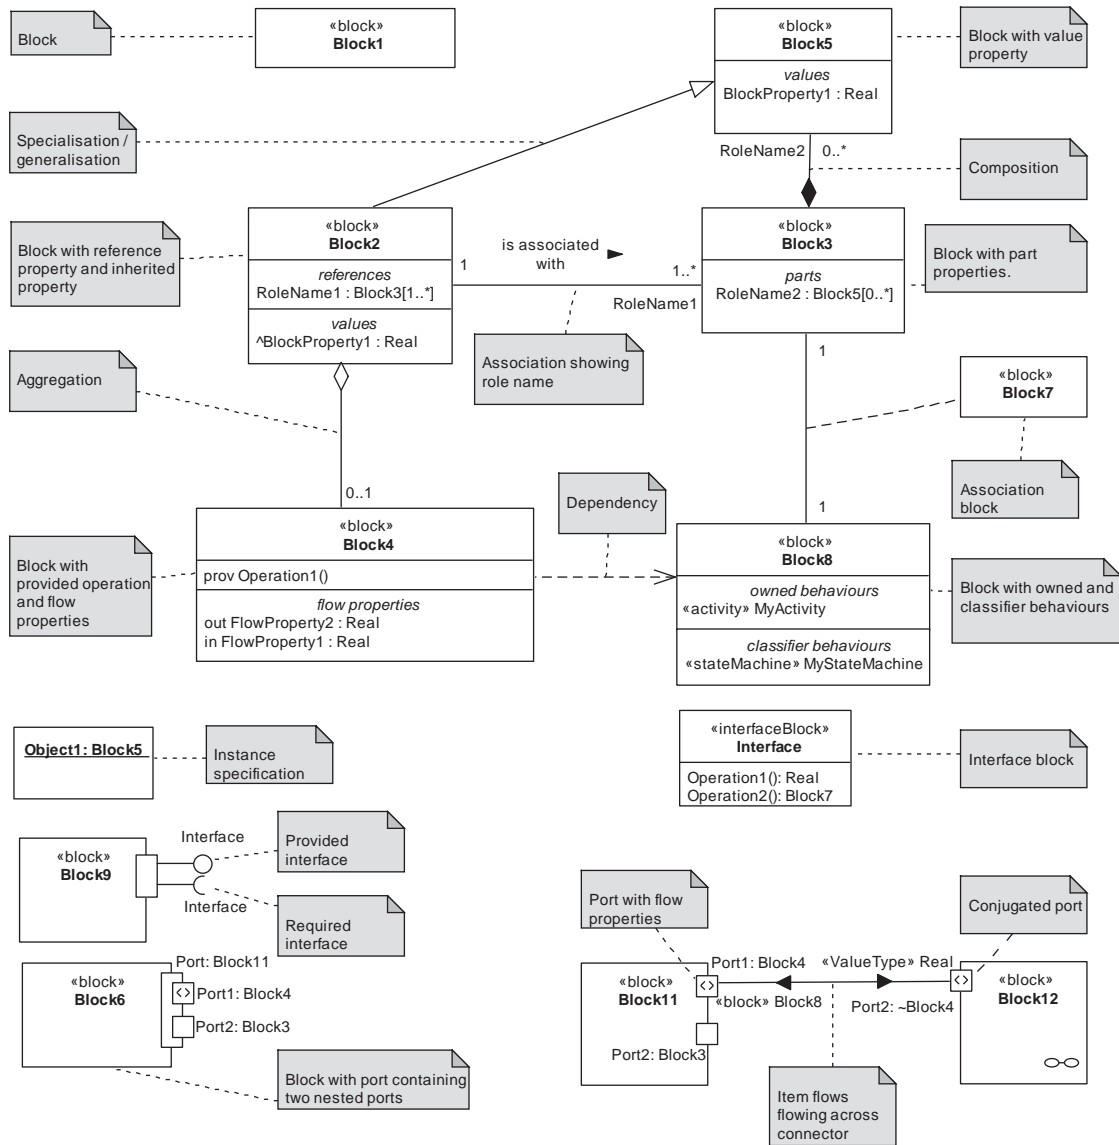 Block
«block»
Block1
«block»
Block5
values
BlockProperty1 : Real
Block with value
property
Specialisation /
generalisation
RoleName2
0..*
Composition
Block with reference
property and inherited
property
«block»
Block2
references
RoleName1 : Block3[1..*]
values
^BlockProperty1 : Real
1
is associated
with
1..*
RoleName1
«block»
Block3
parts
RoleName2 : Block5[0..*]
Block with part
properties.
Aggregation
Association showing
role name
1
«block»
Block7
Association
block
0..1
Dependency
1
Block with
provided operation
and flow
properties
«block»
Block4
prov Operation1()
flow properties
out FlowProperty2 : Real
in FlowProperty1 : Real
«block»
Block8
owned behaviours
«activity» MyActivity
classifier behaviours
«stateMachine» MyStateMachine
Block with owned and
classifier behaviours
Object1: Block5
Instance
specification
«interfaceBlock»
Interface
Operation1(): Real
Operation2(): Block7
Interface block
«block»
Block9
Interface
Interface
Provided
interface
Required
interface
«block»
Block6
Port: Block11
Port1: Block4
Port2: Block3
Block with port containing
two nested ports
Port with flow
properties
Conjugated port
«block»
Block11
Port1: Block4
«block» Block8
Port2: Block3
«ValueType» Real
Port2: ~Block4
«block»
Block12
Item flows
flowing across
connector